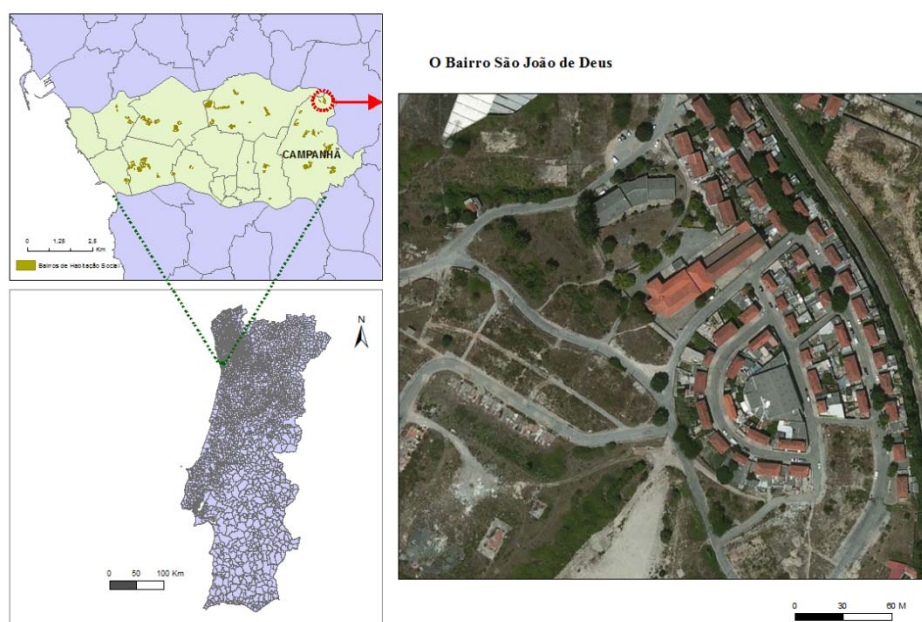 O Bairro São João de Deus
CAMPANHÃ
0 1,25 2,5
Km
Bairros de Habitação Social
N
0 50 100 Km
0 30 60 M